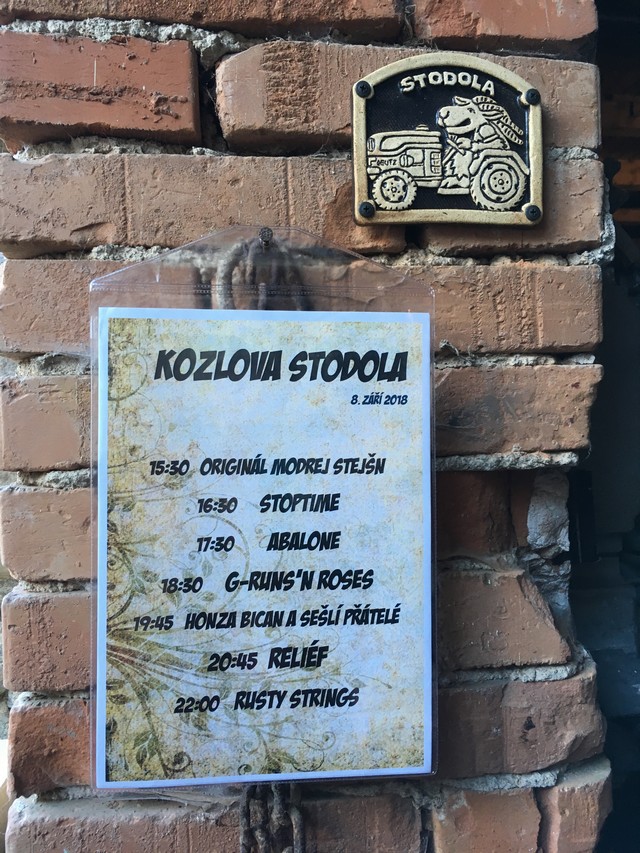 STODOLA
DEUTZ
KOZLOVA STODOLA
8. ZÁŘÍ 2018
15:30 ORIGINÁL MODREJ STEJŠN
16:30 STOPTIME
17:30 ABALONE
18:30 G-RUNS'N ROSES
19:45 HONZA BICAN A SEŠLÍ PŘÁTELÉ
20:45 RELIÉF
22:00 RUSTY STRINGS